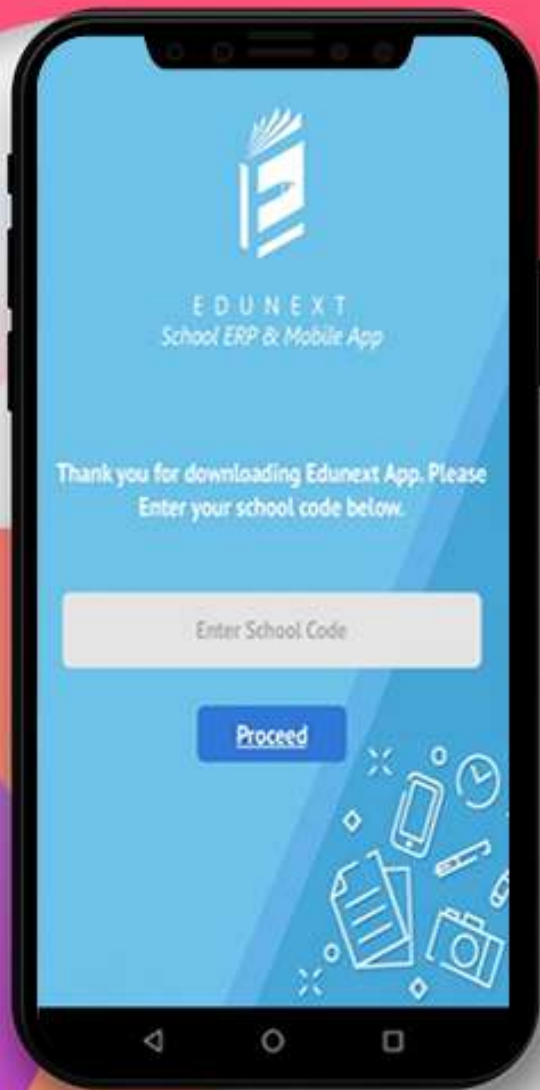 EDUNEXT
School ERP & Mobile App
Thank you for downloading Edunext App. Please
Enter your school code below.
Enter School Code
Proceed